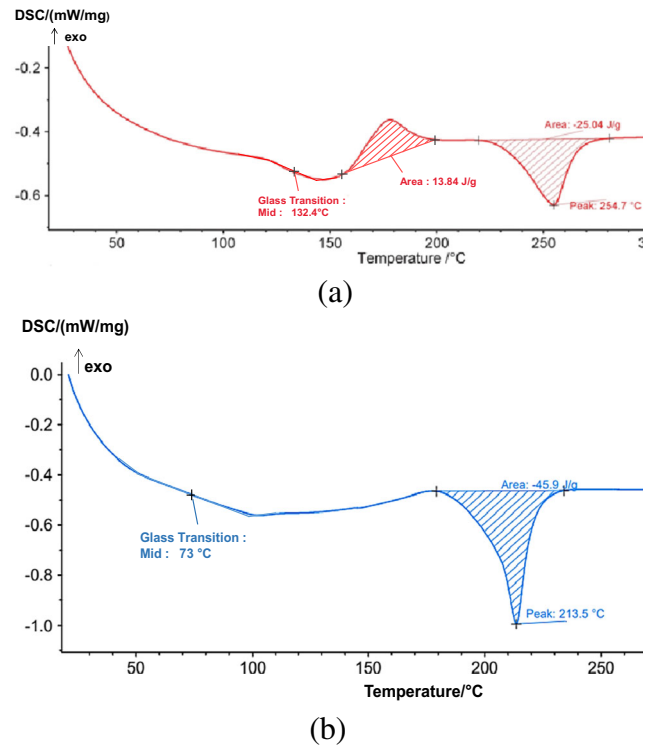 DSC/(mW/mg)
↑ exo
-0.2
-0.4
-0.6
Area: -25.04 J/g
Area : 13.84 J/g
Glass Transition :
Mid : 132.4°C
Peak: 254.7 °C
50 100 150 200 250 3
Temperature /°C
(a)
DSC/(mW/mg)
↑ exo
0.0
-0.2
-0.4
-0.6
-0.8
-1.0
Area: -45.9 J/g
Glass Transition :
Mid : 73 °C
Peak: 213.5 °C
50 100 150 200 250
Temperature/°C
(b)